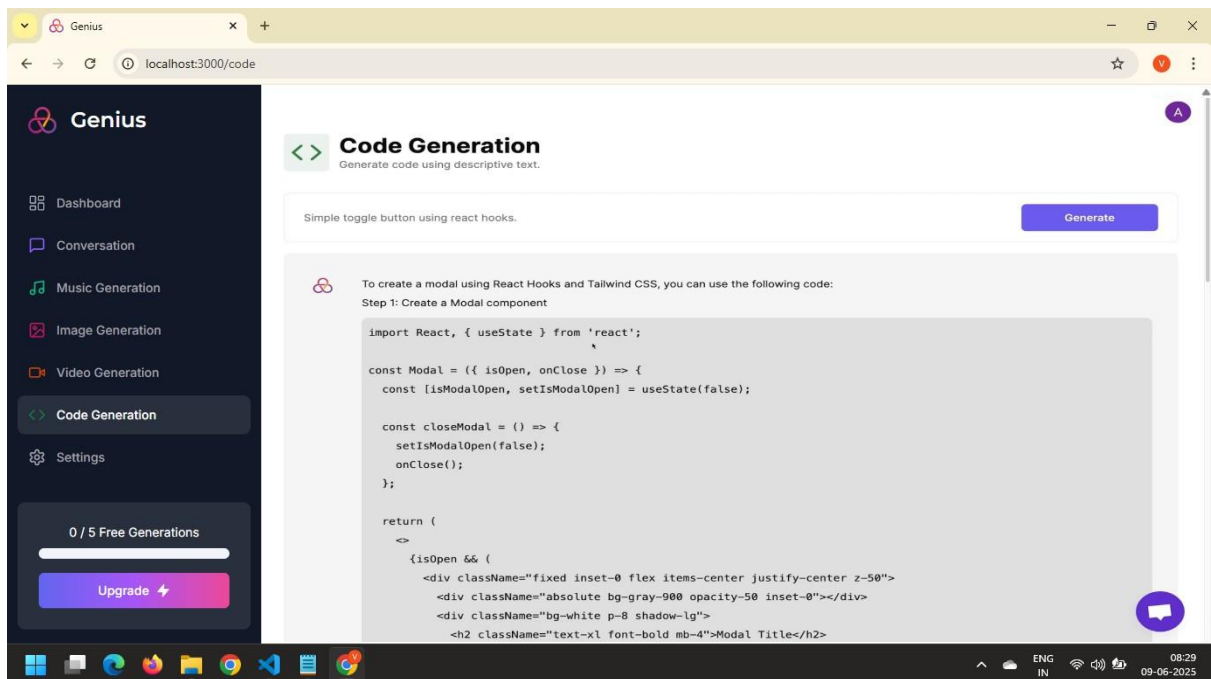 Genius
localhost:3000/code
V
Genius
A
Code Generation
Generate code using descriptive text.
Dashboard
Conversation
Music Generation
Image Generation
Video Generation
Code Generation
Settings
0 / 5 Free Generations
Upgrade
Simple toggle button using react hooks.
Generate
To create a modal using React Hooks and Tailwind CSS, you can use the following code:
Step 1: Create a Modal component
import React, { useState } from 'react';
const Modal = ({ isOpen, onClose }) => {
const [isModalOpen, setIsModalOpen] = useState(false);
const closeModal = () => {
setIsModalOpen(false);
onClose();
};
return (
<>
{isOpen && (
<div className="fixed inset-0 flex items-center justify-center z-50">
<div className="absolute bg-gray-900 opacity-50 inset-0"></div>
<div className="bg-white p-8 shadow-lg">
<h2 className="text-xl font-bold mb-4">Modal Title</h2>
ENG
IN
08:29
09-06-2025